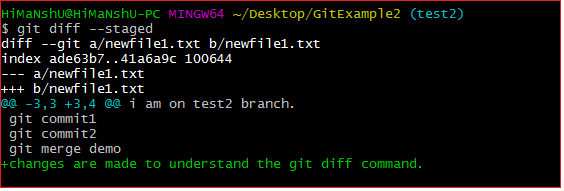 HiMaNshU@HiMaNshU-PC MINGW64 ~/Desktop/GitExample2 (test2)
$ git diff --staged
diff --git a/newfile1.txt b/newfile1.txt
index ade63b7..41a6a9c 100644
--- a/newfile1.txt
+++ b/newfile1.txt
@@ -3,3 +3,4 @@ i am on test2 branch.
 git commit1
 git commit2
 git merge demo
+changes are made to understand the git diff command.